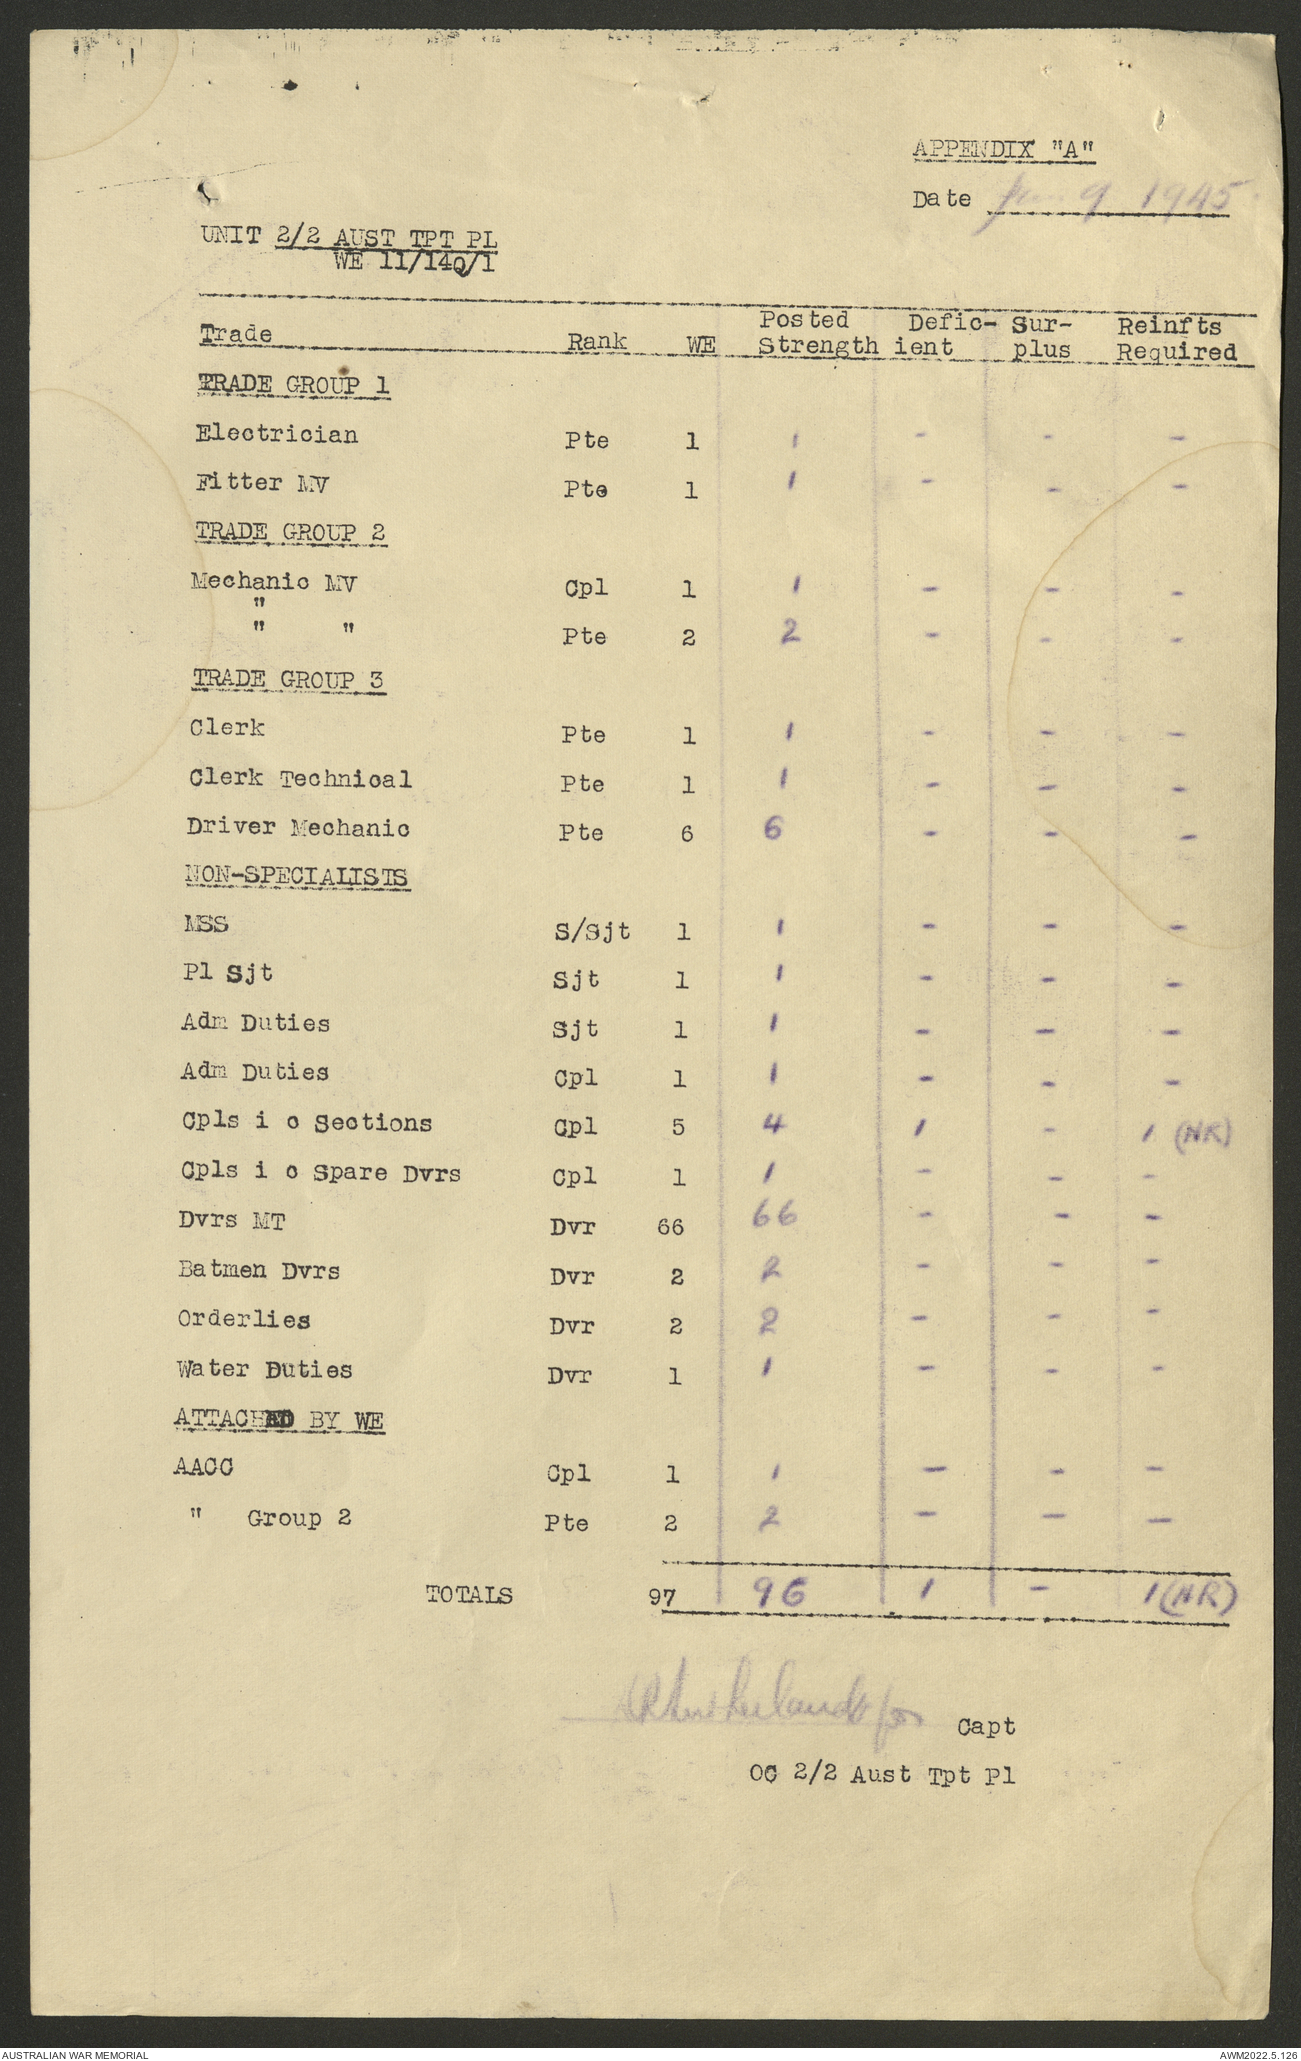 APPENDIX "A"
Date Jan 9 1945
UNIT 2/2 AUST TPT PL
WE 11/14Q/1
Trade Rank WE Posted Strength Defic-ient Sur-plus Reinfts Required
TRADE GROUP 1
Electrician Pte 1 1 - - -
Fitter MV Pte 1 1 - - -
TRADE GROUP 2
Mechanic MV Cpl 1 1 - - -
"
" " Pte 2 2 - - -
TRADE GROUP 3
Clerk Pte 1 1 - - -
Clerk Technical Pte 1 1 - - -
Driver Mechanic Pte 6 6 - - -
NON-SPECIALISTS
MSS S/Sjt 1 1 - - -
Pl Sjt Sjt 1 1 - - -
Adm Duties Sjt 1 1 - - -
Adm Duties Cpl 1 1 - - -
Cpls i c Sections Cpl 5 4 1 - 1 (NR)
Cpls i c Spare Dvrs Cpl 1 1 - - -
Dvrs MT Dvr 66 66 - - -
Batmen Dvrs Dvr 2 2 - - -
Orderlies Dvr 2 2 - - -
Water Duties Dvr 1 1 - - -
ATTACHED BY WE
AACC Cpl 1 1 - - -
" Group 2 Pte 2 2 - - -
TOTALS 97 96 1 - 1 (NR)
Sutherland for Capt
OC 2/2 Aust Tpt Pl
AUSTRALIAN WAR MEMORIAL AWM2022.5.126